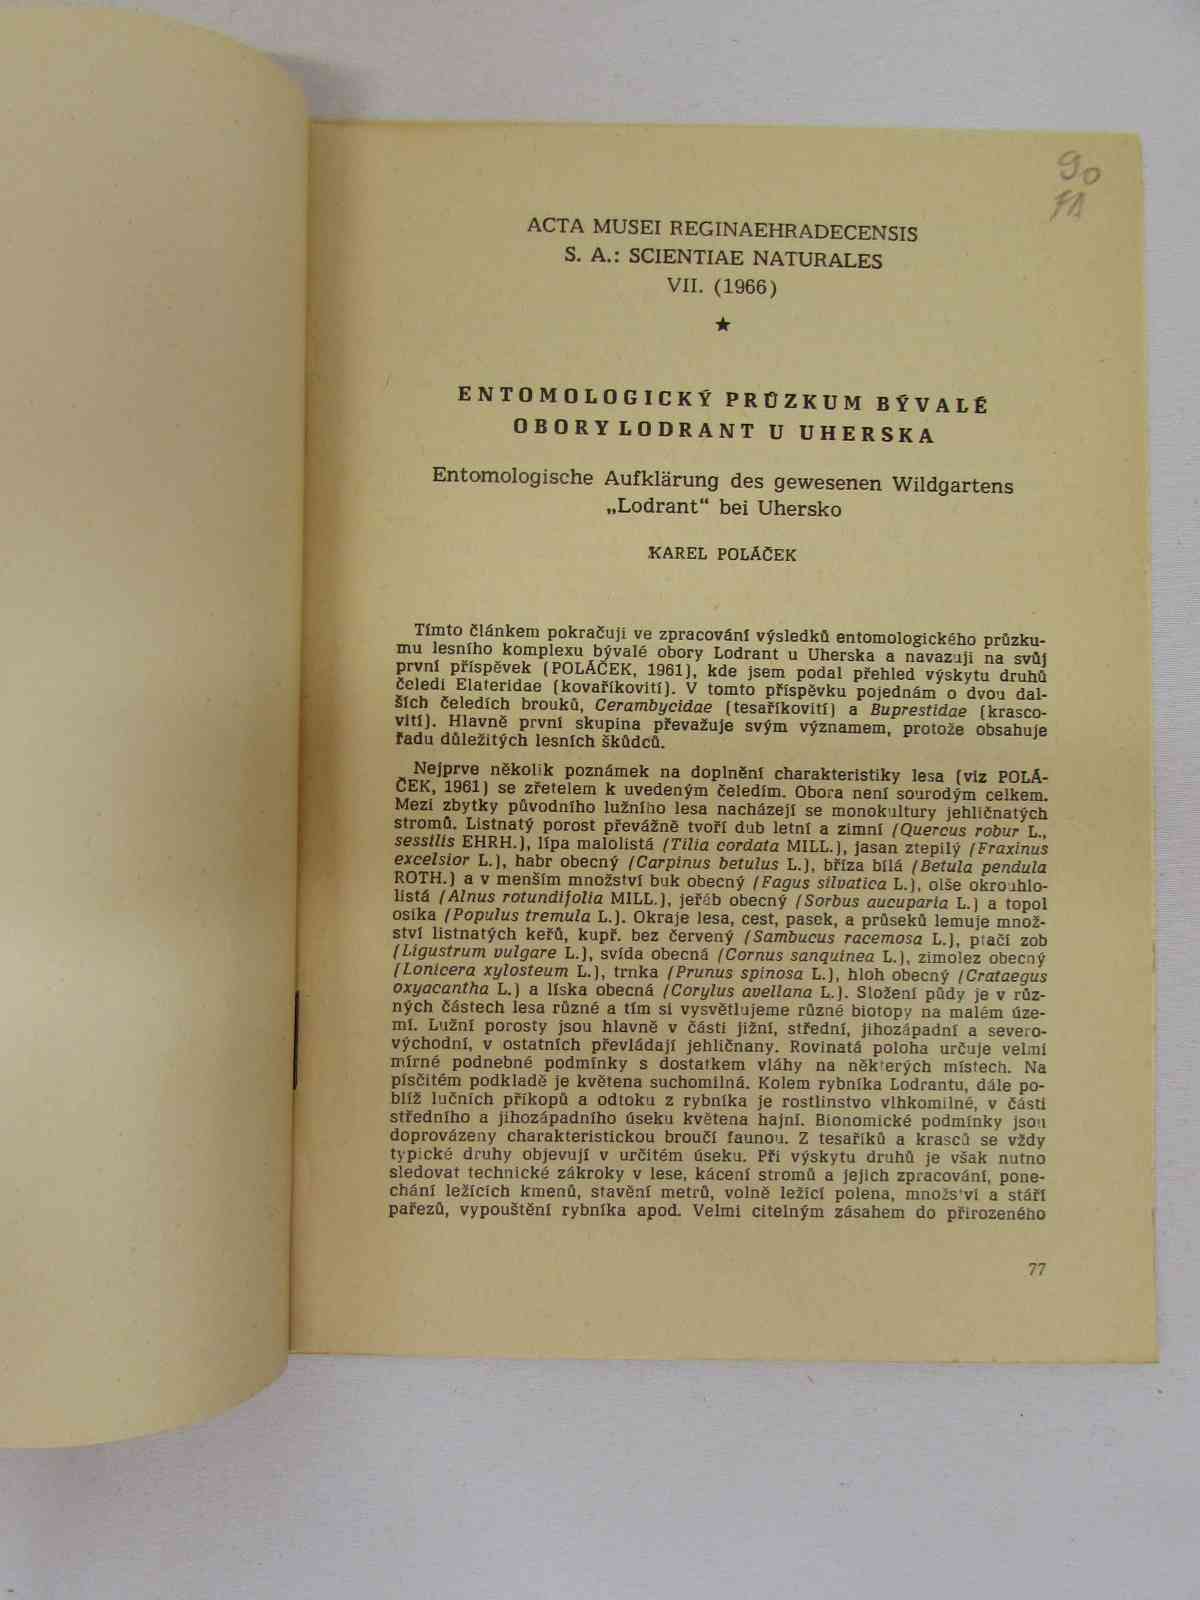 90
ACTA MUSEI REGINAEHRADECENSIS
S. A.: SCIENTIAE NATURALES
VII. (1966)
★
ENTOMOLOGICKÝ PRŮZKUM BÝVALÉ
OBORY LODRANT U UHERSKA
Entomologische Aufklärung des gewesenen Wildgartens
„Lodrant“ bei Uhersko
KAREL POLÁČEK
Tímto článkem pokračuji ve zpracování výsledků entomologického průzku-
mu lesního komplexu bývalé obory Lodrant u Uherska a navazuji na svůj
první příspěvek (POLÁČEK, 1961), kde jsem podal přehled výskytu druhů
čeledi Elateridae (kovaříkovití). V tomto příspěvku pojednám o dvou dal-
ších čeledích brouků, Cerambycidae (tesaříkovití) a Buprestidae (krasco-
vití). Hlavně první skupina převažuje svým významem, protože obsahuje
řadu důležitých lesních škůdců.
Nejprve několik poznámek na doplnění charakteristiky lesa (viz POLÁ-
ČEK, 1961) se zřetelem k uvedeným čeledím. Obora není sourodým celkem.
Mezi zbytky původního lužního lesa nacházejí se monokultury jehličnatých
stromů. Listnatý porost převážně tvoří dub letní a zimní (Quercus robur L.,
sessilis EHRH.), lípa malolistá (Tilia cordata MILL.), jasan ztepilý (Fraxinus
excelsior L.), habr obecný (Carpinus betulus L.), bříza bílá (Betula pendula
ROTH.) a v menším množství buk obecný (Fagus silvatica L.), olše okrouhlo-
listá (Alnus rotundifolia MILL.), jeřáb obecný (Sorbus aucuparia L.) a topol
osika (Populus tremula L.). Okraje lesa, cest, pasek, a průseků lemuje množ-
ství listnatých keřů, kupř. bez červený (Sambucus racemosa L.), ptačí zob
(Ligustrum vulgare L.), svída obecná (Cornus sanquinea L.), zimolez obecný
(Lonicera xylosteum L.), trnka (Prunus spinosa L.), hloh obecný (Crataegus
oxyacantha L.) a líska obecná (Corylus avellana L.). Složení půdy je v růz-
ných částech lesa různé a tím si vysvětlujeme různé biotopy na malém úze-
mí. Lužní porosty jsou hlavně v části jižní, střední, jihozápadní a severo-
východní, v ostatních převládají jehličnany. Rovinatá poloha určuje velmi
mírné podnebné podmínky s dostatkem vláhy na některých místech. Na
písčitém podkladě je květena suchomilná. Kolem rybníka Lodrantu, dále po-
blíž lučních příkopů a odtoku z rybníka je rostlinstvo vlhkomilné, v části
středního a jihozápadního úseku květena hajní. Bionomické podmínky jsou
doprovázeny charakteristickou broučí faunou. Z tesaříků a krasců se vždy
typické druhy objevují v určitém úseku. Při výskytu druhů je však nutno
sledovat technické zákroky v lese, kácení stromů a jejich zpracování, pone-
chání ležících kmenů, stavění metrů, volně ležící polena, množství a stáří
pařezů, vypouštění rybníka apod. Velmi citelným zásahem do přirozeného
77